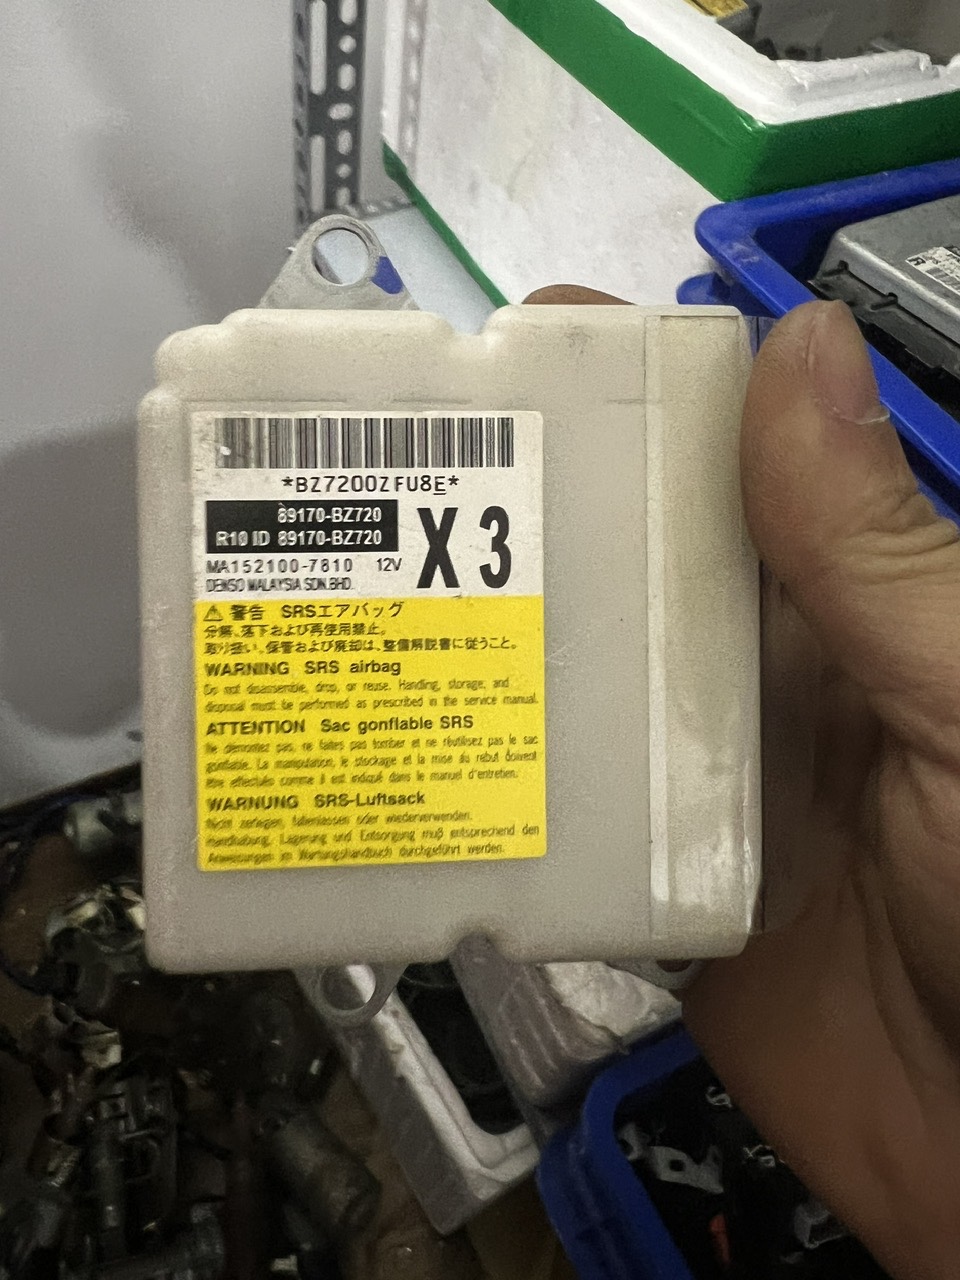 *BZ7200ZFU8E*
89170-BZ720
R10 ID 89170-BZ720
X3
MA152100-7810 12V
DENSO MALAYSIA SDN.BHD.
⚠ 警告 SRSエアバッグ
分解、落下および再使用禁止。
取り扱い、保管および廃却は、整備解説書に従うこと。
WARNING SRS airbag
Do not disassemble, drop, or reuse. Handling, storage, and
disposal must be performed as prescribed in the service manual.
ATTENTION Sac gonflable SRS
Ne démontez pas, ne faites pas tomber et ne réutilisez pas le sac
gonflable. La manipulation, le stockage et la mise au rebut doivent
être effectués comme il est indiqué dans le manuel d'entretien.
WARNUNG SRS-Luftsack
Nicht zerlegen, fallenlassen oder wiederverwenden.
Handhabung, Lagerung und Entsorgung muß entsprechend den
Anweisungen im Wartungshandbuch durchgeführt werden.